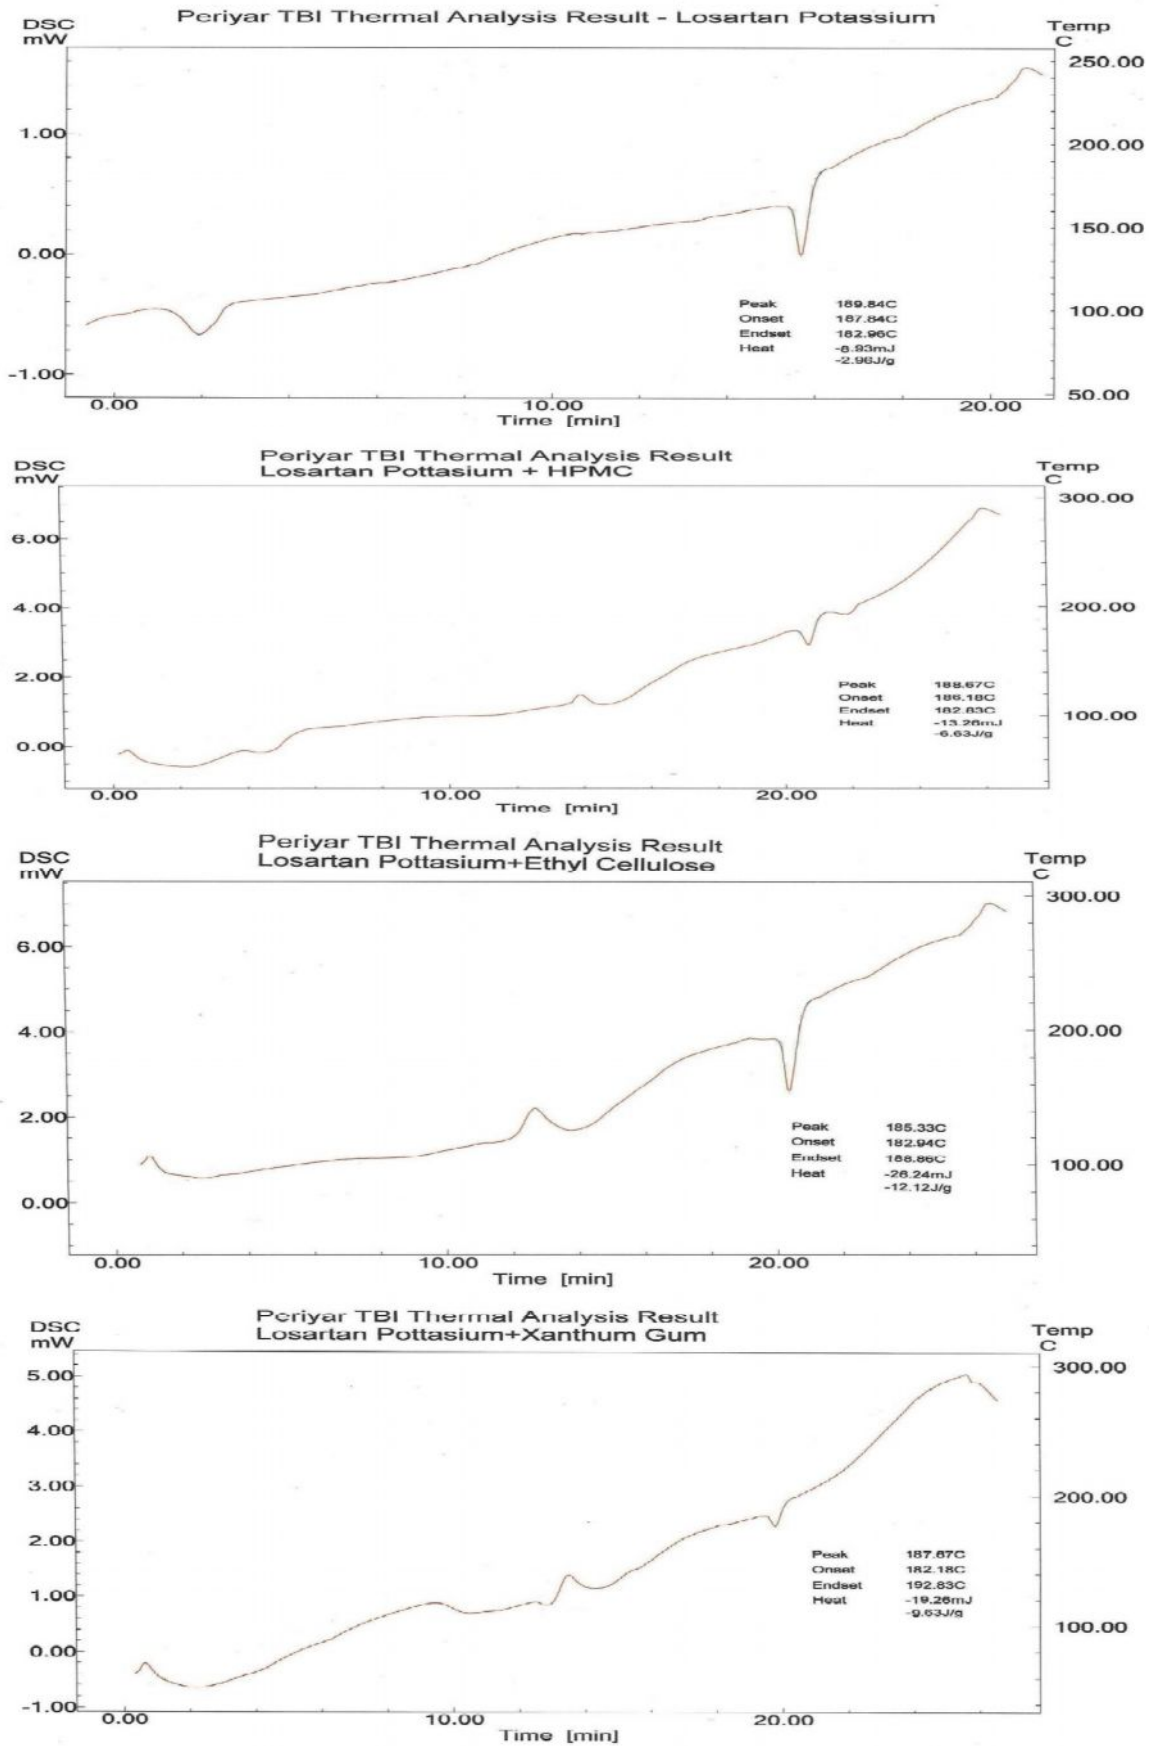 Periyar TBI Thermal Analysis Result - Losartan Potassium
DSC
mW
Temp
C
250.00
1.00
200.00
150.00
0.00
100.00
Peak 189.84C
Onset 187.84C
Endset 182.96C
Heat -8.93mJ
-2.98J/g
-1.00
50.00
0.00 10.00 20.00
Time [min]
Periyar TBI Thermal Analysis Result
Losartan Pottasium + HPMC
DSC
mW
Temp
C
300.00
6.00
4.00
200.00
2.00
Peak 188.67C
Onset 186.18C
Endset 182.83C
Heat -13.26mJ
-6.63J/g
100.00
0.00
0.00 10.00 20.00
Time [min]
Periyar TBI Thermal Analysis Result
Losartan Pottasium+Ethyl Cellulose
DSC
mW
Temp
C
300.00
6.00
4.00
200.00
2.00
Peak 185.33C
Onset 182.94C
Endset 188.86C
Heat -26.24mJ
-12.12J/g
100.00
0.00
0.00 10.00 20.00
Time [min]
Periyar TBI Thermal Analysis Result
Losartan Pottasium+Xanthum Gum
DSC
mW
Temp
C
300.00
5.00
4.00
3.00
200.00
2.00
Peak 187.67C
Onset 182.18C
Endset 192.83C
Heat -19.26mJ
-9.63J/g
1.00
100.00
0.00
-1.00
0.00 10.00 20.00
Time [min]